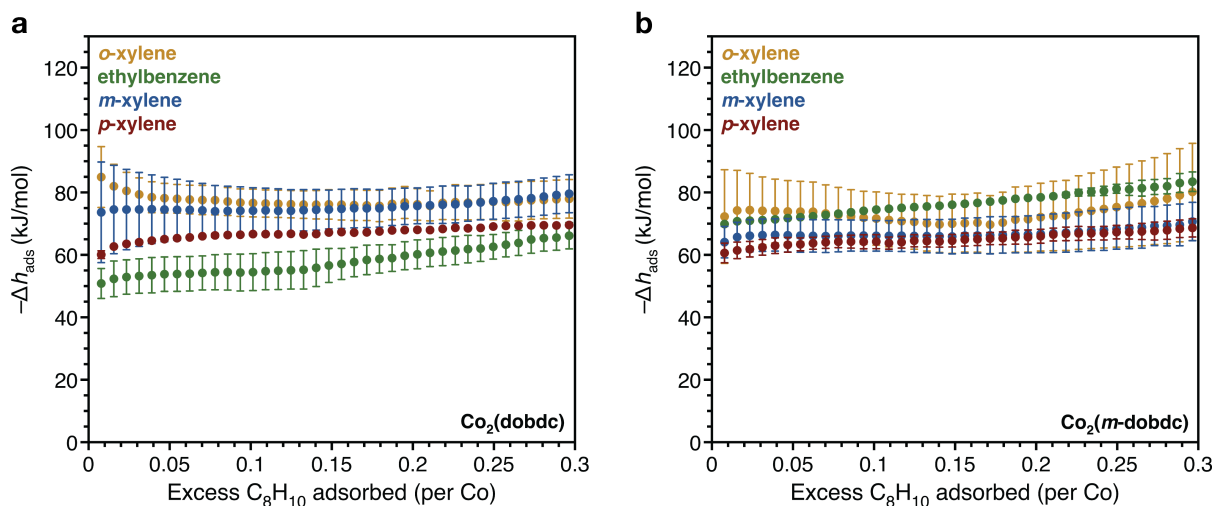 a
o-xylene
ethylbenzene
m-xylene
p-xylene
120
100
80
60
40
20
0
−Δh_ads (kJ/mol)
Co₂(dobdc)
0 0.05 0.1 0.15 0.2 0.25 0.3
Excess C₈H₁₀ adsorbed (per Co)
b
o-xylene
ethylbenzene
m-xylene
p-xylene
120
100
80
60
40
20
0
−Δh_ads (kJ/mol)
Co₂(m-dobdc)
0 0.05 0.1 0.15 0.2 0.25 0.3
Excess C₈H₁₀ adsorbed (per Co)